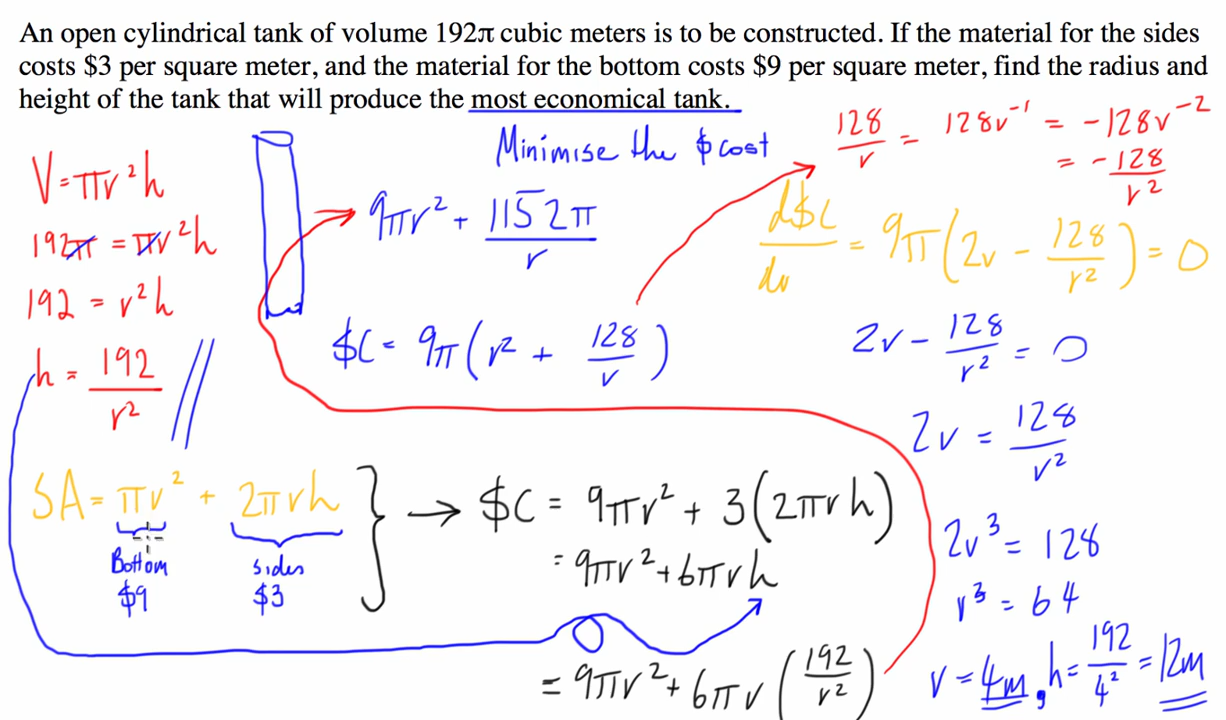 An open cylindrical tank of volume 192π cubic meters is to be constructed. If the material for the sides
costs $3 per square meter, and the material for the bottom costs $9 per square meter, find the radius and
height of the tank that will produce the most economical tank.
Minimise the $ cost
V = πr²h
192π = πr²h
192 = r²h
h = 192/r²
SA = πr² + 2πrh
Bottom
$9
sides
$3
→ $C = 9πr² + 3(2πrh)
= 9πr² + 6πrh
= 9πr² + 6πr (192/r²)
9πr² + 1152π/r
$C = 9π(r² + 128/r)
128/r = 128r⁻¹ = -128r⁻²
= -128/r²
d$C/dr = 9π(2r - 128/r²) = 0
2r - 128/r² = 0
2r = 128/r²
2r³ = 128
r³ = 64
r = 4m, h = 192/4² = 12m